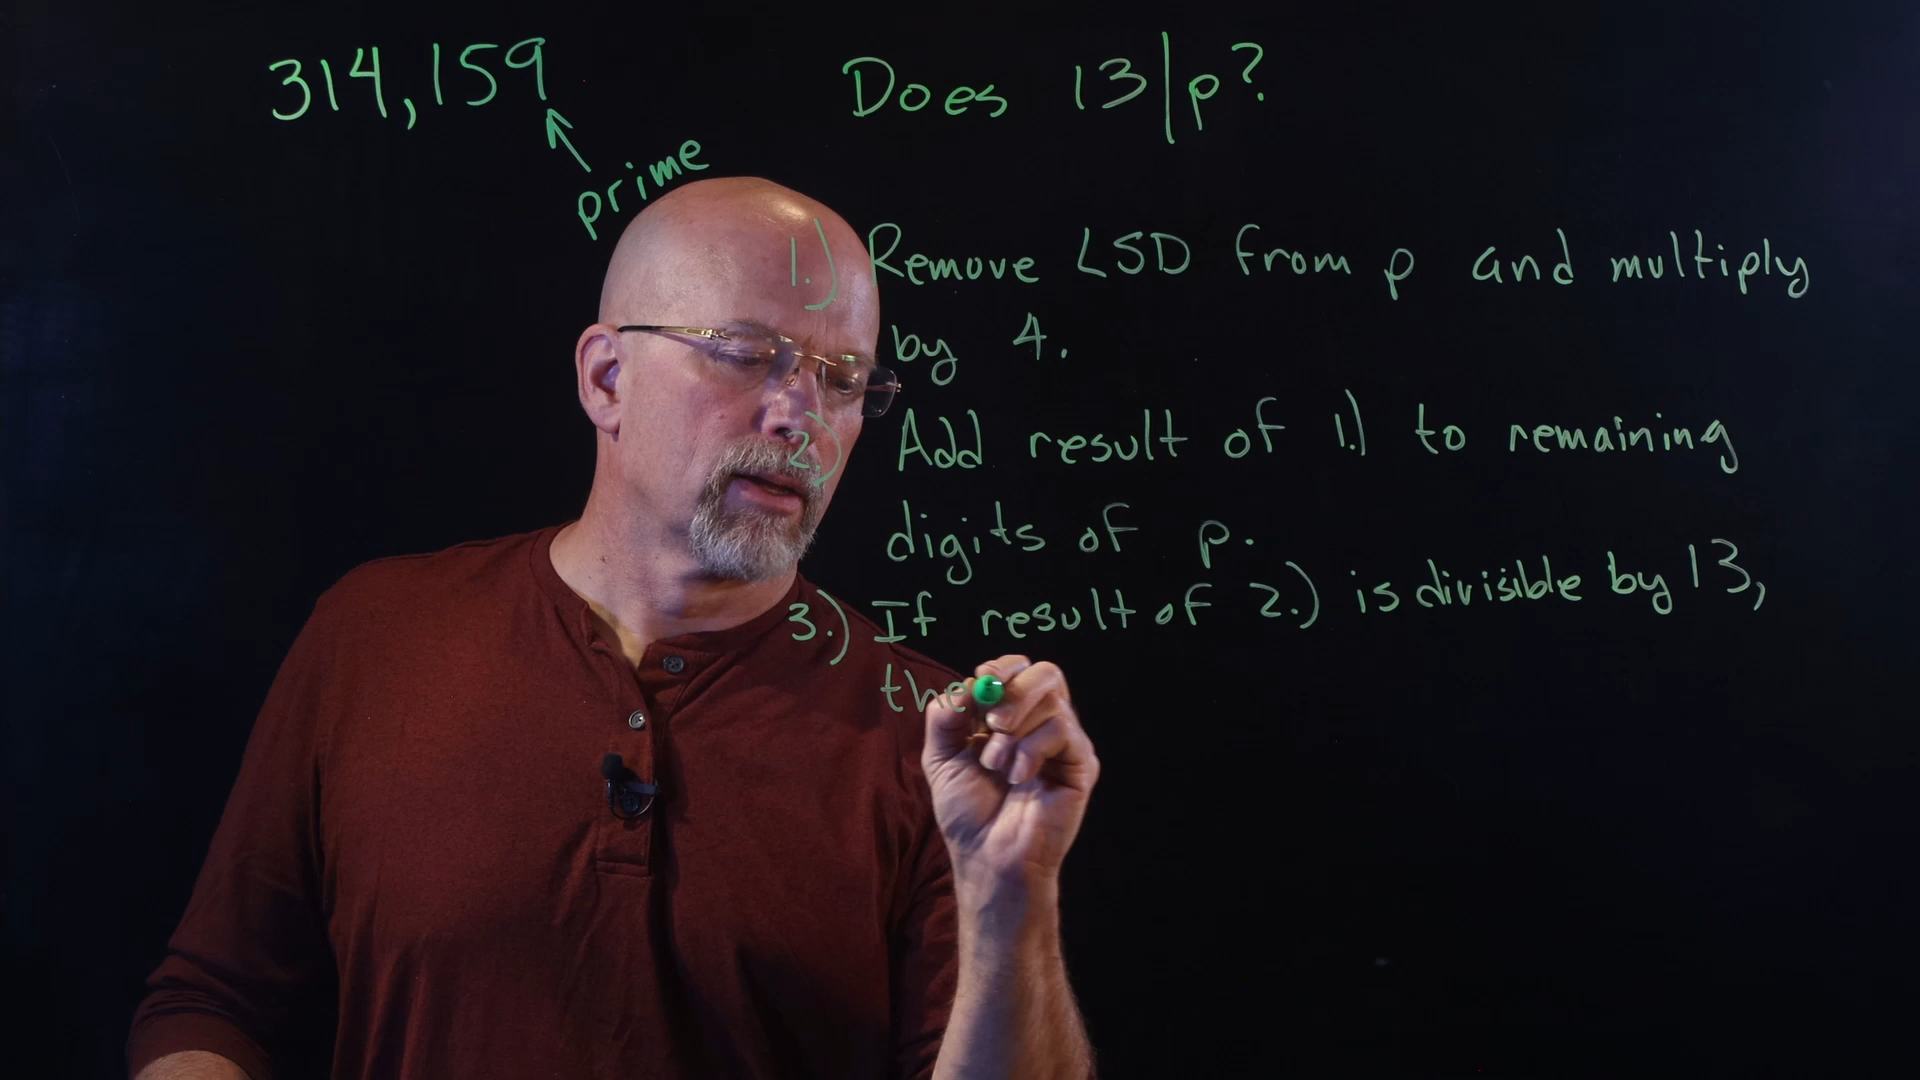 314,159
prime
Does 13|p?
1.) Remove LSD from p and multiply
by 4.
2.) Add result of 1.) to remaining
digits of p.
3.) If result of 2.) is divisible by 13,
the